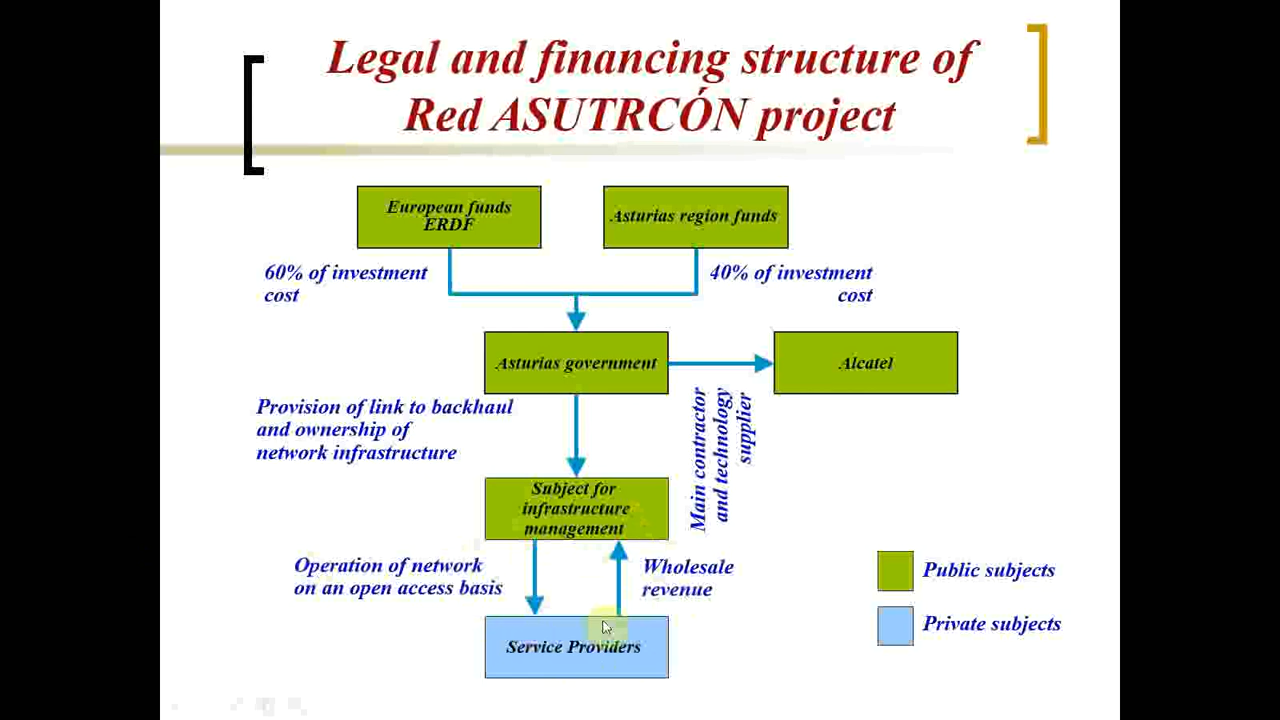 Legal and financing structure of
Red ASUTRCÓN project
European funds
ERDF
Asturias region funds
60% of investment
cost
40% of investment
cost
Asturias government
Alcatel
Provision of link to backhaul
and ownership of
network infrastructure
Main contractor
and technology
supplier
Subject for
infrastructure
management
Operation of network
on an open access basis
Wholesale
revenue
Service Providers
Public subjects
Private subjects